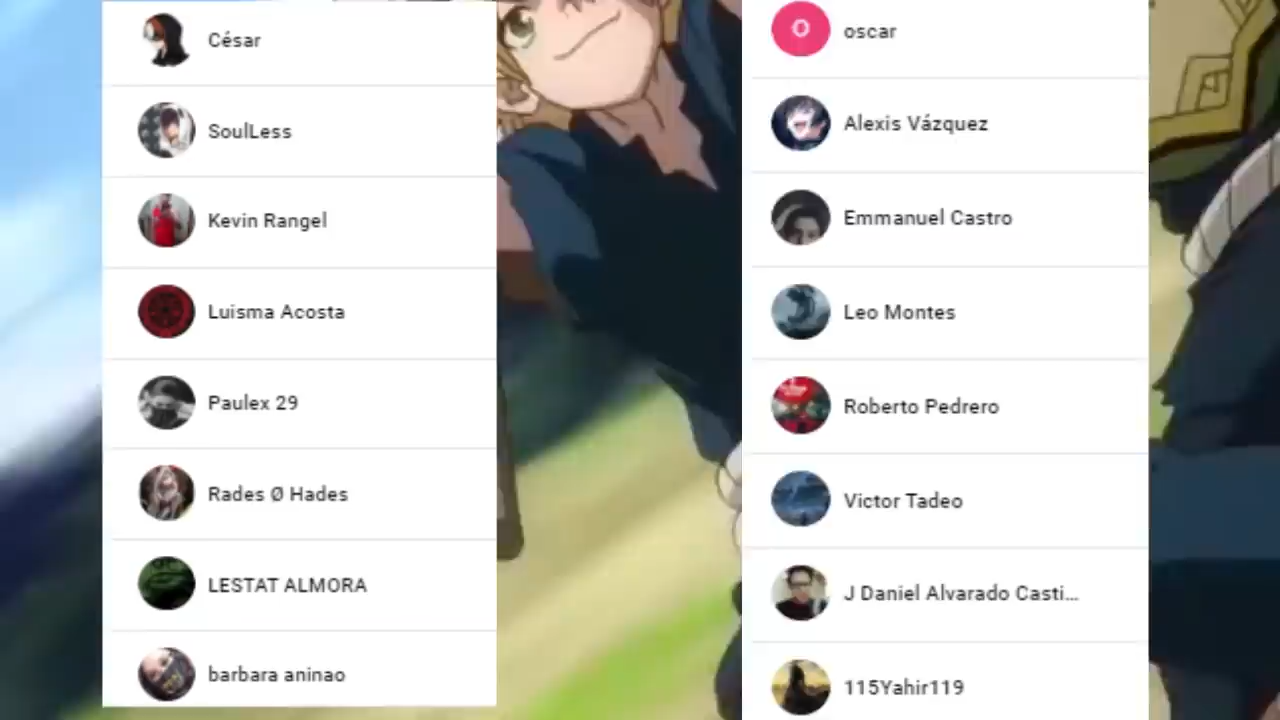 César
SoulLess
Kevin Rangel
Luisma Acosta
Paulex 29
Rades Ø Hades
LESTAT ALMORA
barbara aninao
O
oscar
Alexis Vázquez
Emmanuel Castro
Leo Montes
Roberto Pedrero
Victor Tadeo
J Daniel Alvarado Casti...
115Yahir119